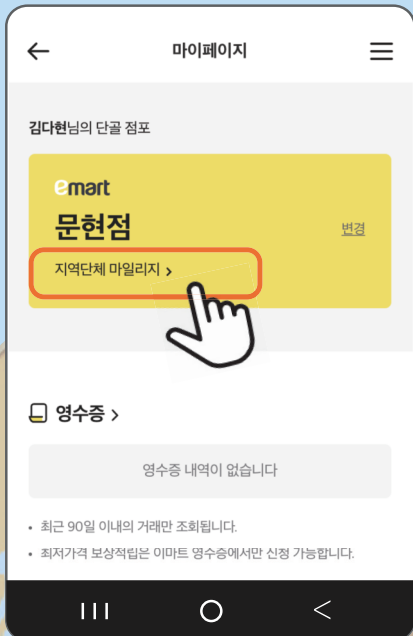 마이페이지
김다현님의 단골 점포
emart
문현점
변경
지역단체 마일리지 >
영수증 >
영수증 내역이 없습니다
• 최근 90일 이내의 거래만 조회됩니다.
• 최저가격 보상적립은 이마트 영수증에서만 신청 가능합니다.